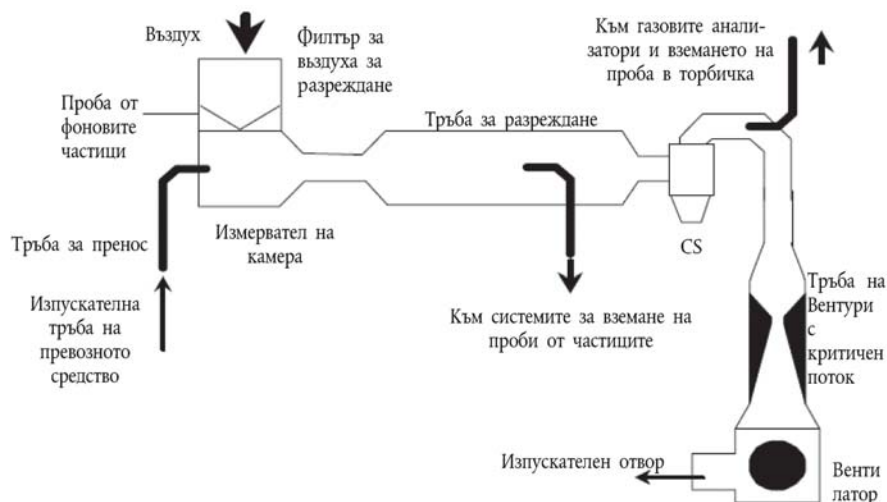 Въздух
Филтър за
въздуха за
разреждане
Към газовите анали-
затори и вземането на
проба в торбичка
Проба от
фоновите
частици
Тръба за разреждане
Тръба за пренос
Измервател на
камера
CS
Изпускателна
тръба на
превозното
средство
Към системите за вземане на
проби от частиците
Тръба на
Вентури
с
критичен
поток
Изпускателен отвор
Венти
латор